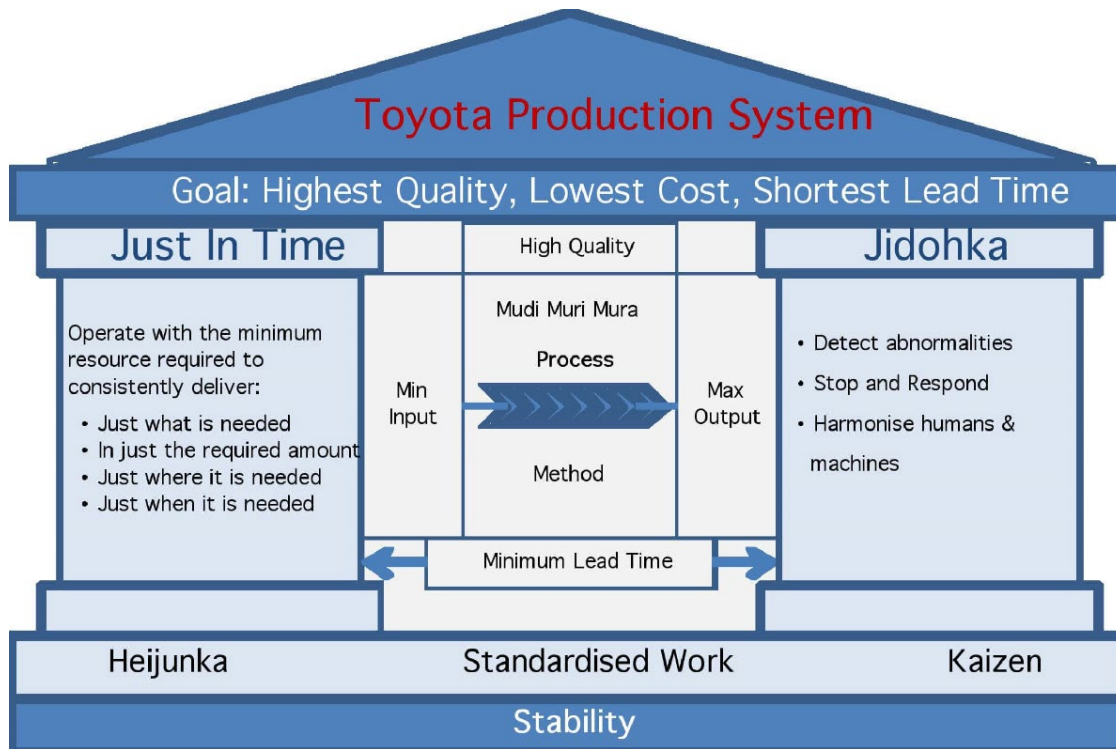 Toyota Production System
Goal: Highest Quality, Lowest Cost, Shortest Lead Time
Just In Time
Operate with the minimum
resource required to
consistently deliver:
• Just what is needed
• In just the required amount
• Just where it is needed
• Just when it is needed
High Quality
Mudi Muri Mura
Process
Min
Input
Max
Output
Method
Minimum Lead Time
Jidohka
• Detect abnormalities
• Stop and Respond
• Harmonise humans &
machines
Heijunka
Standardised Work
Kaizen
Stability